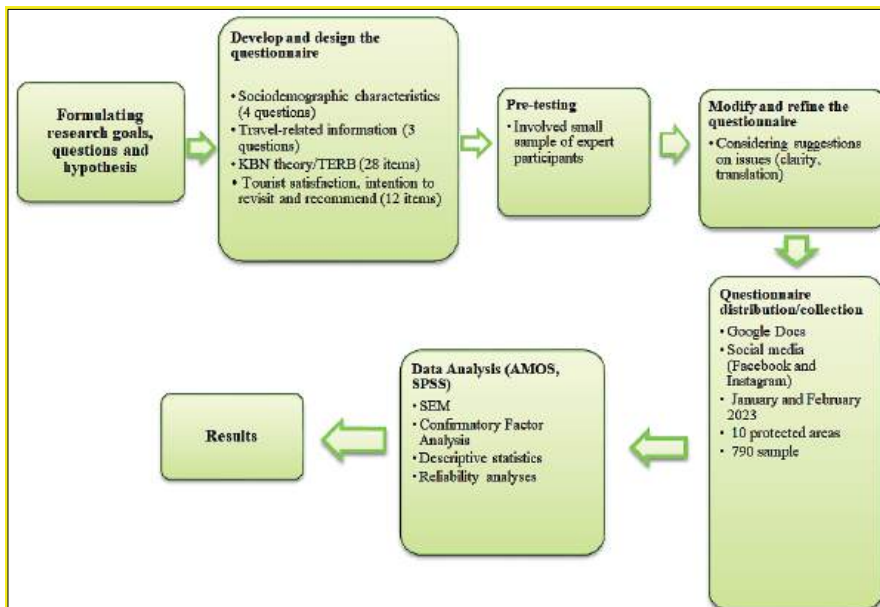 Formulating
research goals,
questions and
hypothesis
Develop and design the
questionnaire
• Sociodemographic characteristics
(4 questions)
• Travel-related information (3
questions)
• KBN theory/TERB (28 items)
• Tourist satisfaction, intention to
revisit and recommend (12 items)
Pre-testing
• Involved small
sample of expert
participants
Modify and refine the
questionnaire
• Considering suggestions
on issues (clarity,
translation)
Questionnaire
distribution/collection
• Google Docs
• Social media
(Facebook and
Instagram)
• January and February
2023
• 10 protected areas
• 790 sample
Data Analysis (AMOS,
SPSS)
• SEM
• Confirmatory Factor
Analysis
• Descriptive statistics
• Reliability analyses
Results